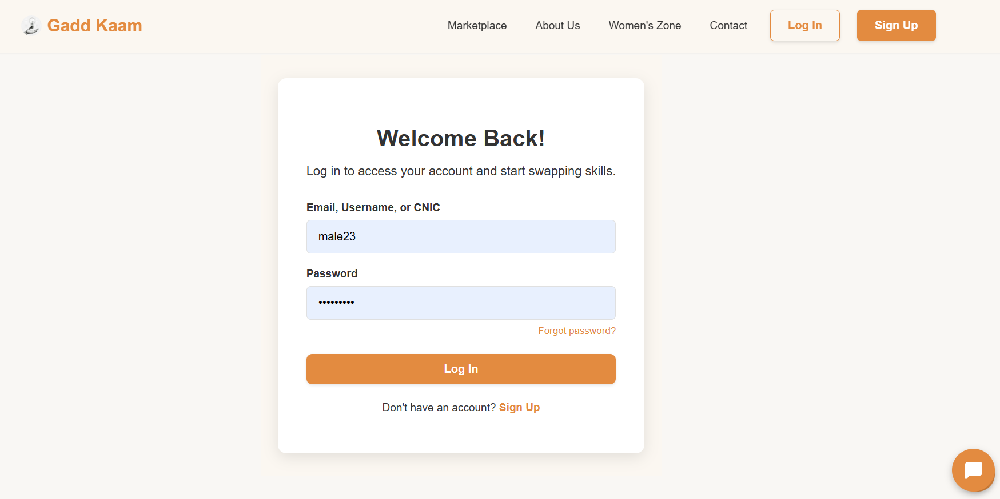 Gadd Kaam
Marketplace
About Us
Women's Zone
Contact
Log In
Sign Up
Welcome Back!
Log in to access your account and start swapping skills.
Email, Username, or CNIC
male23
Password
•••••••••
Forgot password?
Log In
Don't have an account? Sign Up